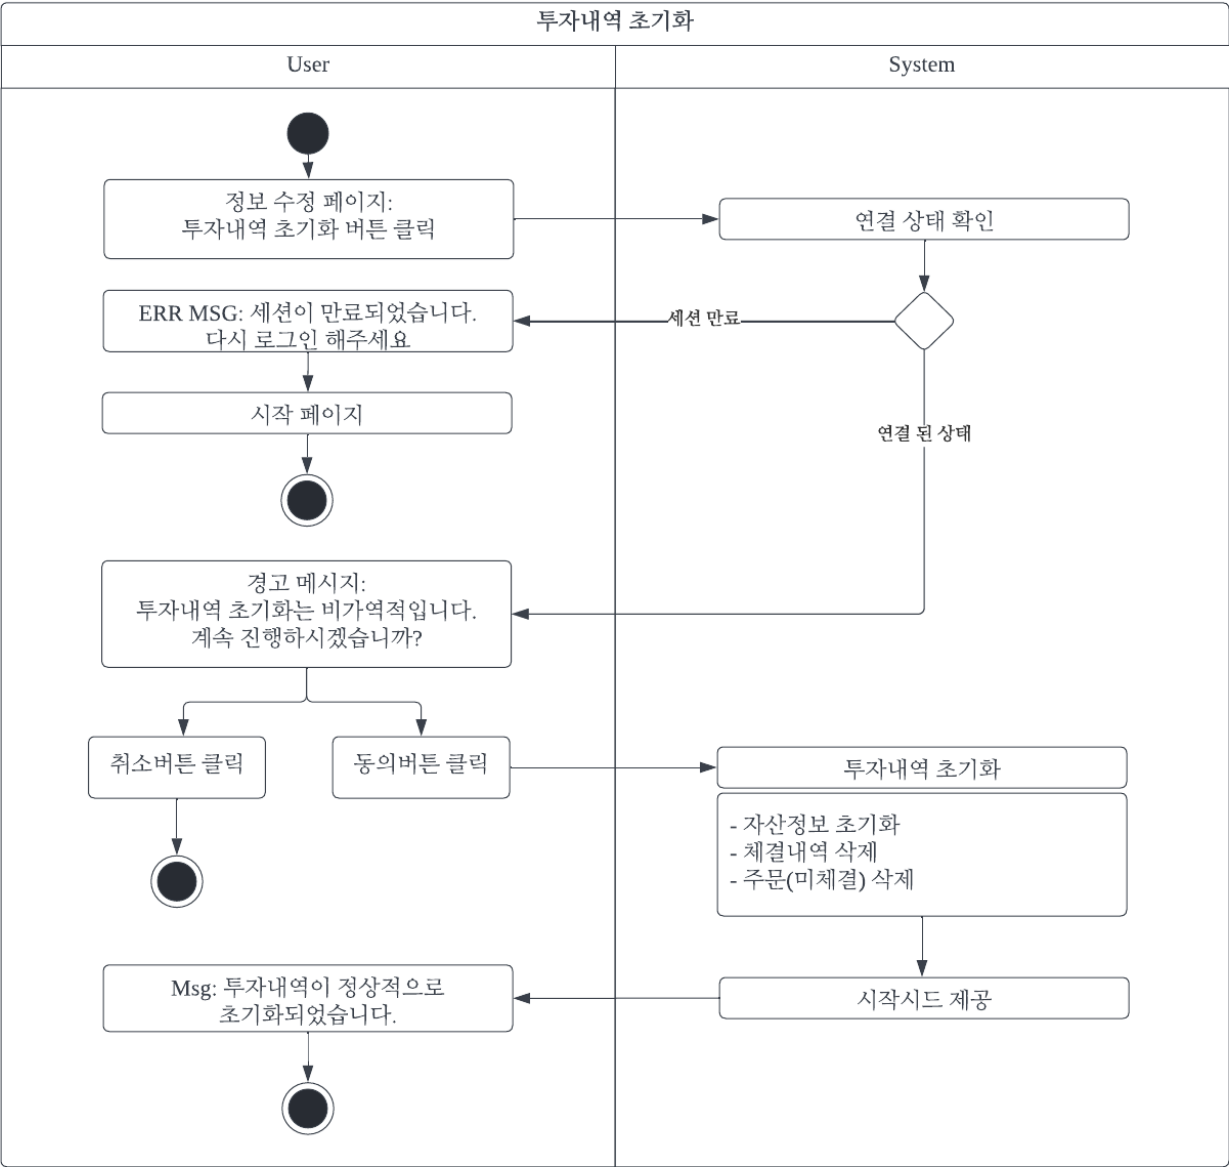 투자내역 초기화
User
System
정보 수정 페이지:
투자내역 초기화 버튼 클릭
연결 상태 확인
ERR MSG: 세션이 만료되었습니다.
다시 로그인 해주세요
세션 만료
시작 페이지
연결 된 상태
경고 메시지:
투자내역 초기화는 비가역적입니다.
계속 진행하시겠습니까?
취소버튼 클릭
동의버튼 클릭
투자내역 초기화
- 자산정보 초기화
- 체결내역 삭제
- 주문(미체결) 삭제
Msg: 투자내역이 정상적으로
초기화되었습니다.
시작시드 제공